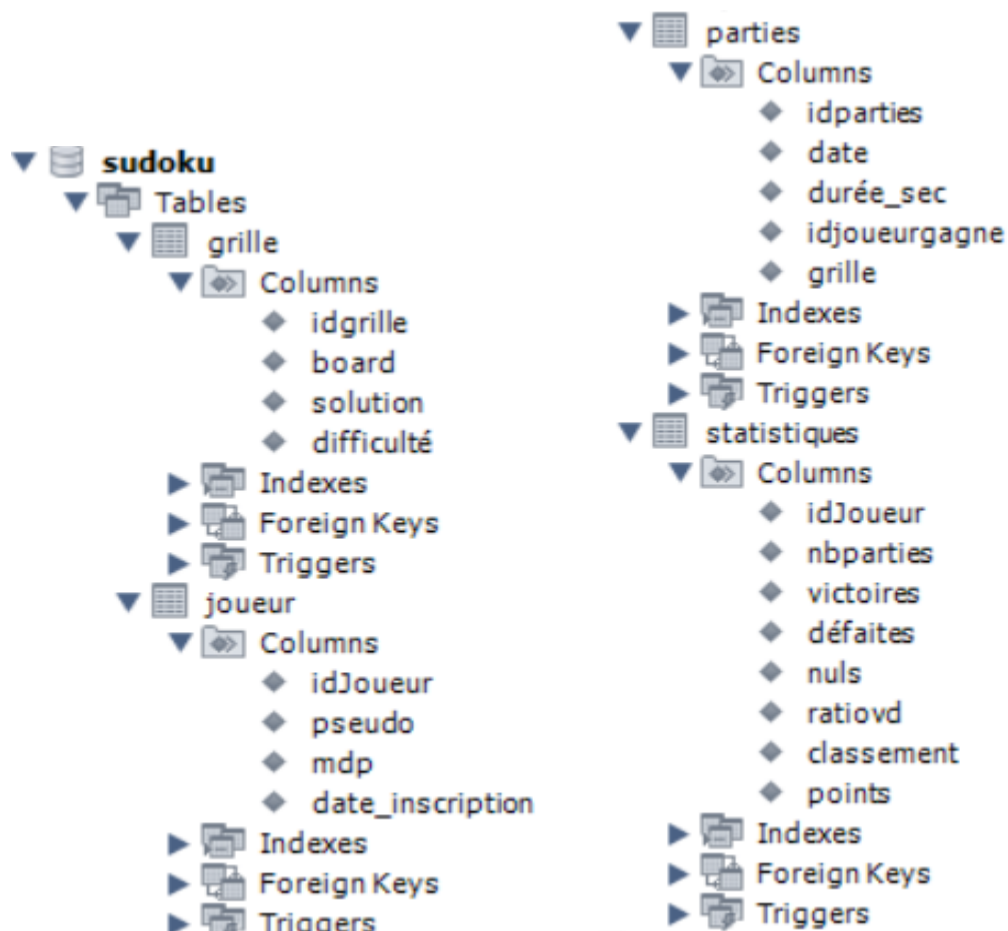 sudoku
Tables
grille
Columns
idgrille
board
solution
difficulté
Indexes
Foreign Keys
Triggers
joueur
Columns
idJoueur
pseudo
mdp
date_inscription
Indexes
Foreign Keys
Triggers
parties
Columns
idparties
date
durée_sec
idjoueurgagne
grille
Indexes
Foreign Keys
Triggers
statistiques
Columns
idJoueur
nbparties
victoires
défaites
nuls
ratiovd
classement
points
Indexes
Foreign Keys
Triggers